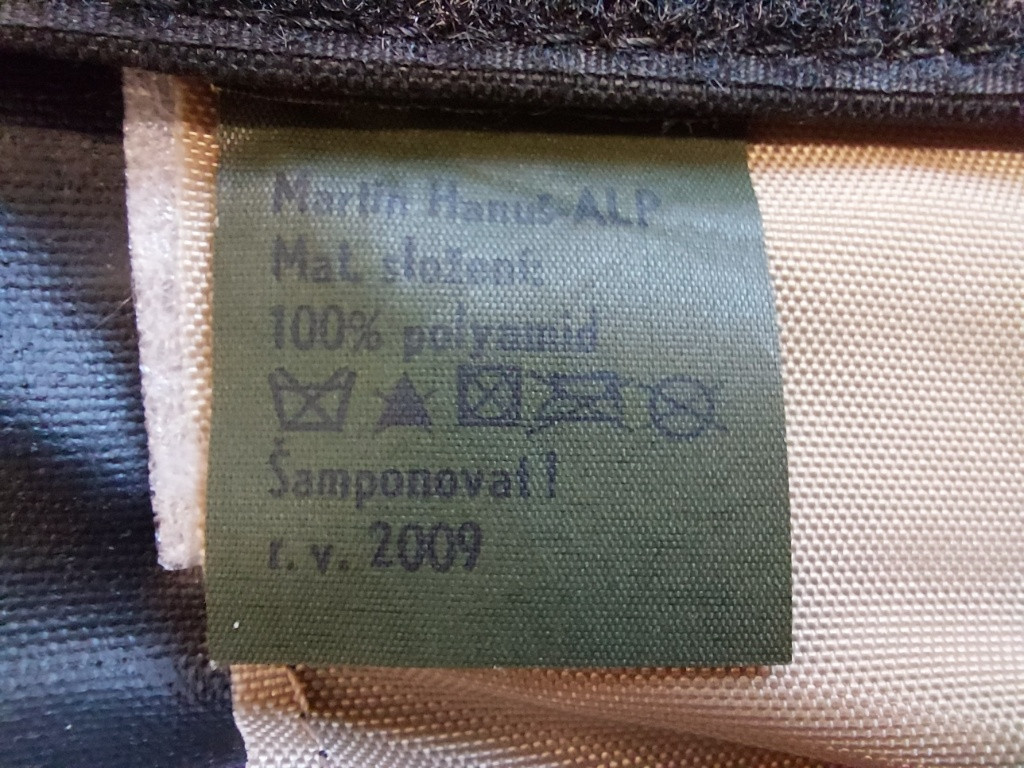 Martin Hanuš-ALP
Mat. složení:
100% polyamid
Šamponovat!
r. v. 2009